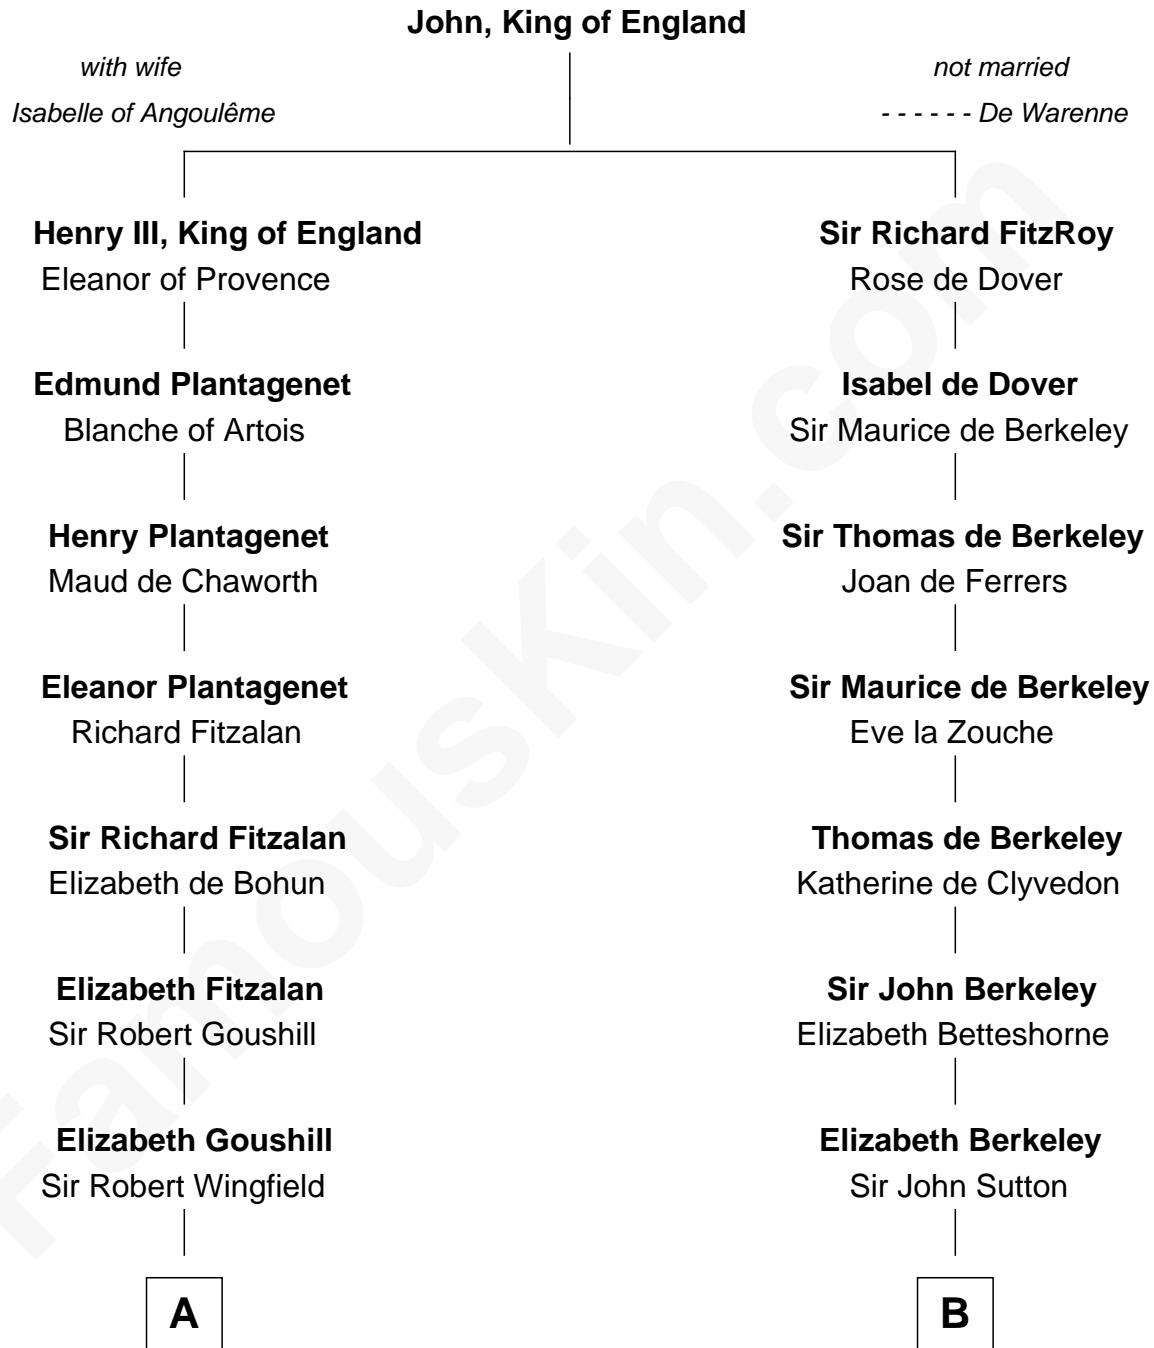 John, King of England
with wife
Isabelle of Angoulême
not married
- - - - - - De Warenne
Henry III, King of England
Eleanor of Provence
Sir Richard FitzRoy
Rose de Dover
Edmund Plantagenet
Blanche of Artois
Isabel de Dover
Sir Maurice de Berkeley
Henry Plantagenet
Maud de Chaworth
Sir Thomas de Berkeley
Joan de Ferrers
Eleanor Plantagenet
Richard Fitzalan
Sir Maurice de Berkeley
Eve la Zouche
Sir Richard Fitzalan
Elizabeth de Bohun
Thomas de Berkeley
Katherine de Clyvedon
Elizabeth Fitzalan
Sir Robert Goushill
Sir John Berkeley
Elizabeth Betteshorne
Elizabeth Goushill
Sir Robert Wingfield
Elizabeth Berkeley
Sir John Sutton
A
B
FamousKin.com